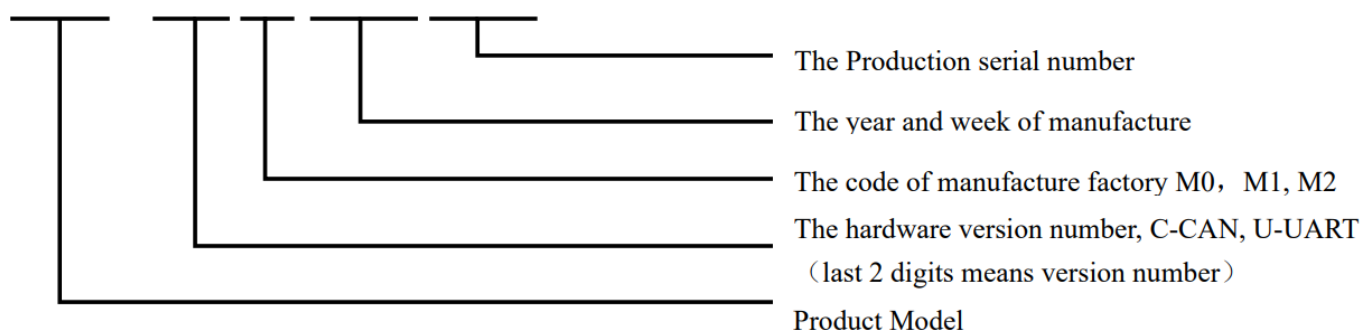 The Production serial number
The year and week of manufacture
The code of manufacture factory M0，M1, M2
The hardware version number, C-CAN, U-UART
（last 2 digits means version number）
Product Model